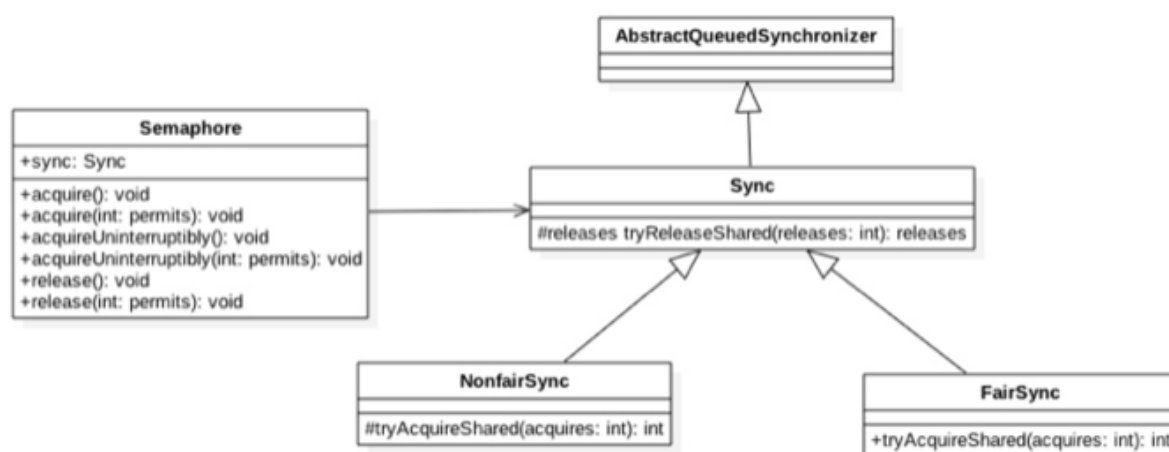 AbstractQueuedSynchronizer
Semaphore
+sync: Sync
+acquire(): void
+acquire(int: permits): void
+acquireUninterruptibly(): void
+acquireUninterruptibly(int: permits): void
+release(): void
+release(int: permits): void
Sync
#releases tryReleaseShared(releases: int): releases
NonfairSync
#tryAcquireShared(acquires: int): int
FairSync
+tryAcquireShared(acquires: int): int